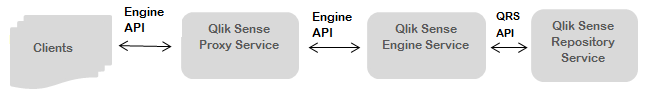 Clients
Engine
API
Qlik Sense
Proxy Service
Engine
API
Qlik Sense
Engine Service
QRS
API
Qlik Sense
Repository
Service